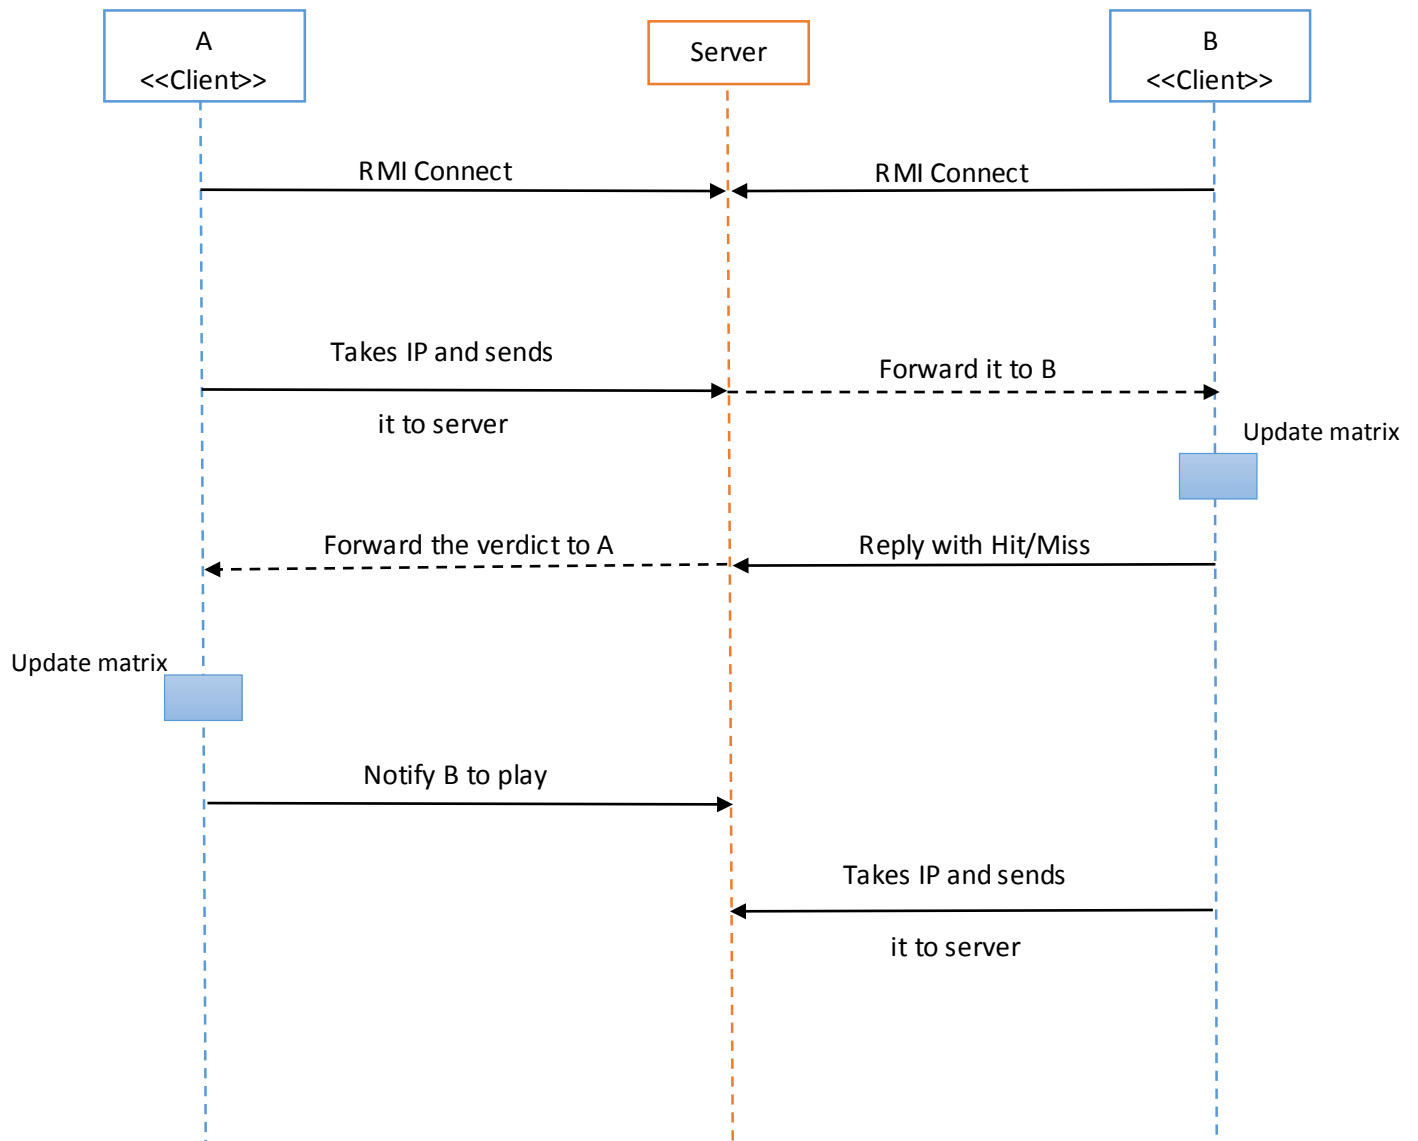 A
<<Client>>
Server
B
<<Client>>
RMI Connect
RMI Connect
Takes IP and sends
it to server
Forward it to B
Update matrix
Forward the verdict to A
Reply with Hit/Miss
Update matrix
Notify B to play
Takes IP and sends
it to server